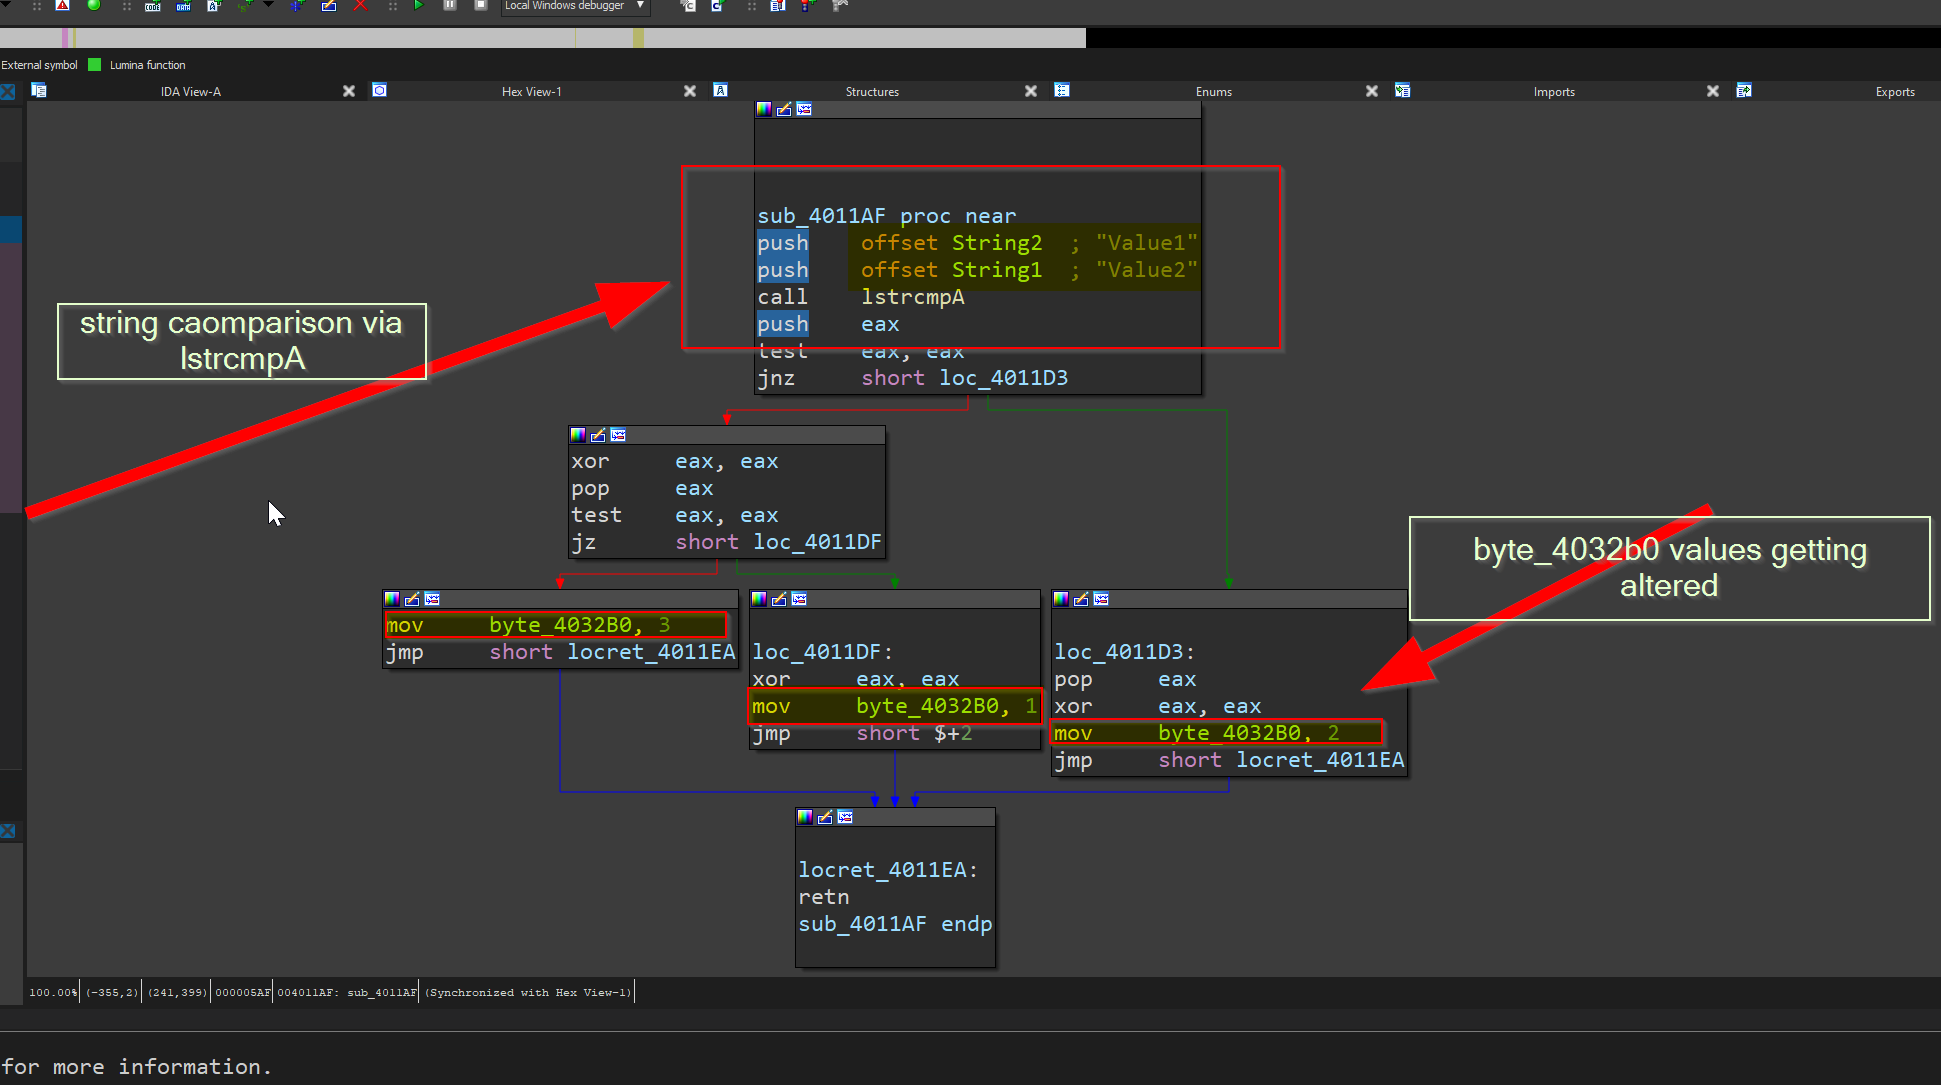 CODE DATA
Local Windows debugger
External symbol Lumina function
IDA View-A Hex View-1 Structures Enums Imports Exports
sub_4011AF proc near
push offset String2 ; "Value1"
push offset String1 ; "Value2"
call lstrcmpA
push eax
test eax, eax
jnz short loc_4011D3
string caomparison via
lstrcmpA
xor eax, eax
pop eax
test eax, eax
jz short loc_4011DF
byte_4032b0 values getting
altered
mov byte_4032B0, 3
jmp short locret_4011EA
loc_4011DF:
xor eax, eax
mov byte_4032B0, 1
jmp short $+2
loc_4011D3:
pop eax
xor eax, eax
mov byte_4032B0, 2
jmp short locret_4011EA
locret_4011EA:
retn
sub_4011AF endp
100.00% (-355,2) (241,399) 000005AF 004011AF: sub_4011AF (Synchronized with Hex View-1)
for more information.